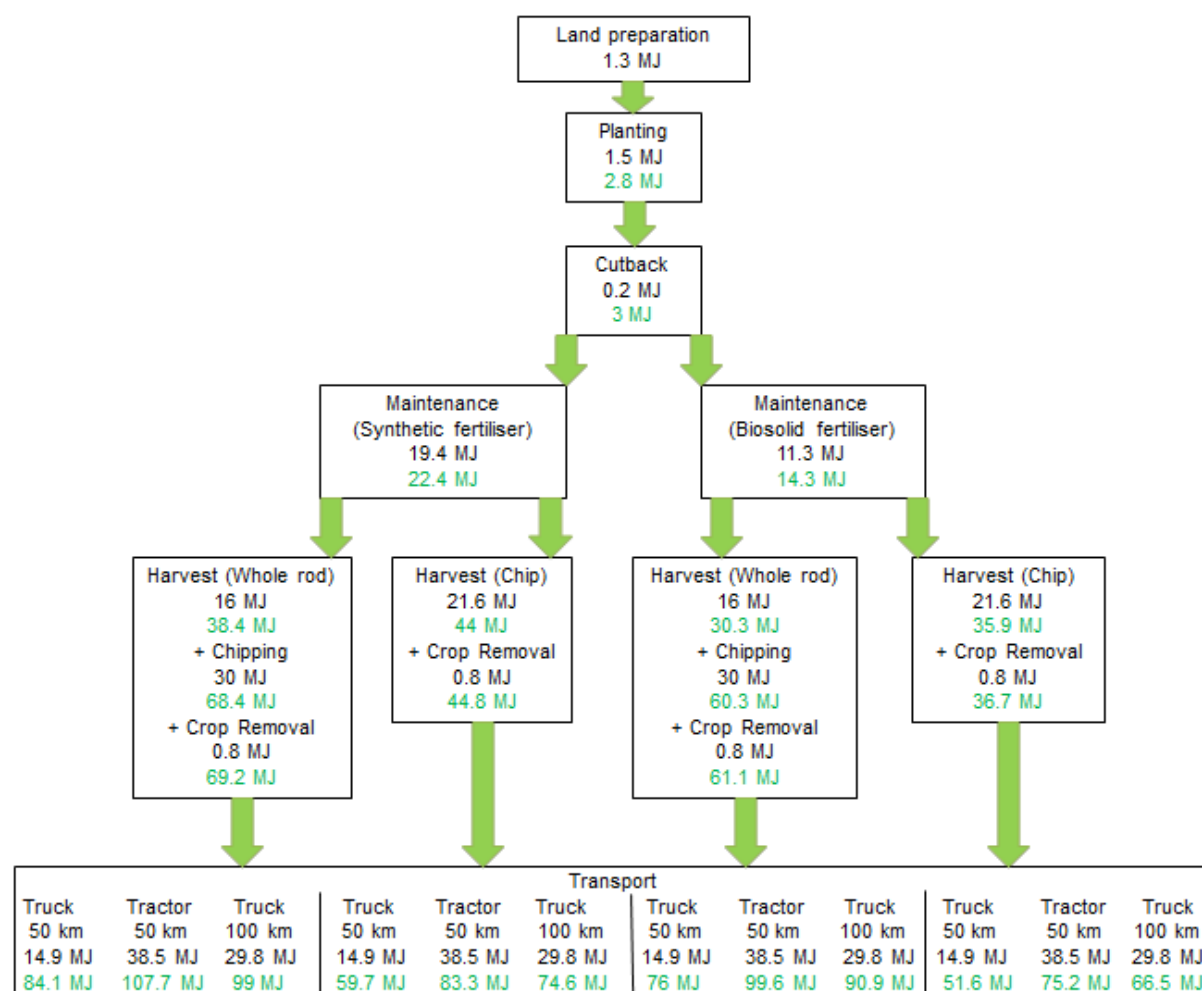 Land preparation
1.3 MJ
Planting
1.5 MJ
2.8 MJ
Cutback
0.2 MJ
3 MJ
Maintenance
(Synthetic fertiliser)
19.4 MJ
22.4 MJ
Maintenance
(Biosolid fertiliser)
11.3 MJ
14.3 MJ
Harvest (Whole rod)
16 MJ
38.4 MJ
+ Chipping
30 MJ
68.4 MJ
+ Crop Removal
0.8 MJ
69.2 MJ
Harvest (Chip)
21.6 MJ
44 MJ
+ Crop Removal
0.8 MJ
44.8 MJ
Harvest (Whole rod)
16 MJ
30.3 MJ
+ Chipping
30 MJ
60.3 MJ
+ Crop Removal
0.8 MJ
61.1 MJ
Harvest (Chip)
21.6 MJ
35.9 MJ
+ Crop Removal
0.8 MJ
36.7 MJ
Transport
Truck Tractor Truck Truck Tractor Truck Truck Tractor Truck Truck Tractor Truck
50 km 50 km 100 km 50 km 50 km 100 km 50 km 50 km 100 km 50 km 50 km 100 km
14.9 MJ 38.5 MJ 29.8 MJ 14.9 MJ 38.5 MJ 29.8 MJ 14.9 MJ 38.5 MJ 29.8 MJ 14.9 MJ 38.5 MJ 29.8 MJ
84.1 MJ 107.7 MJ 99 MJ 59.7 MJ 83.3 MJ 74.6 MJ 76 MJ 99.6 MJ 90.9 MJ 51.6 MJ 75.2 MJ 66.5 MJ